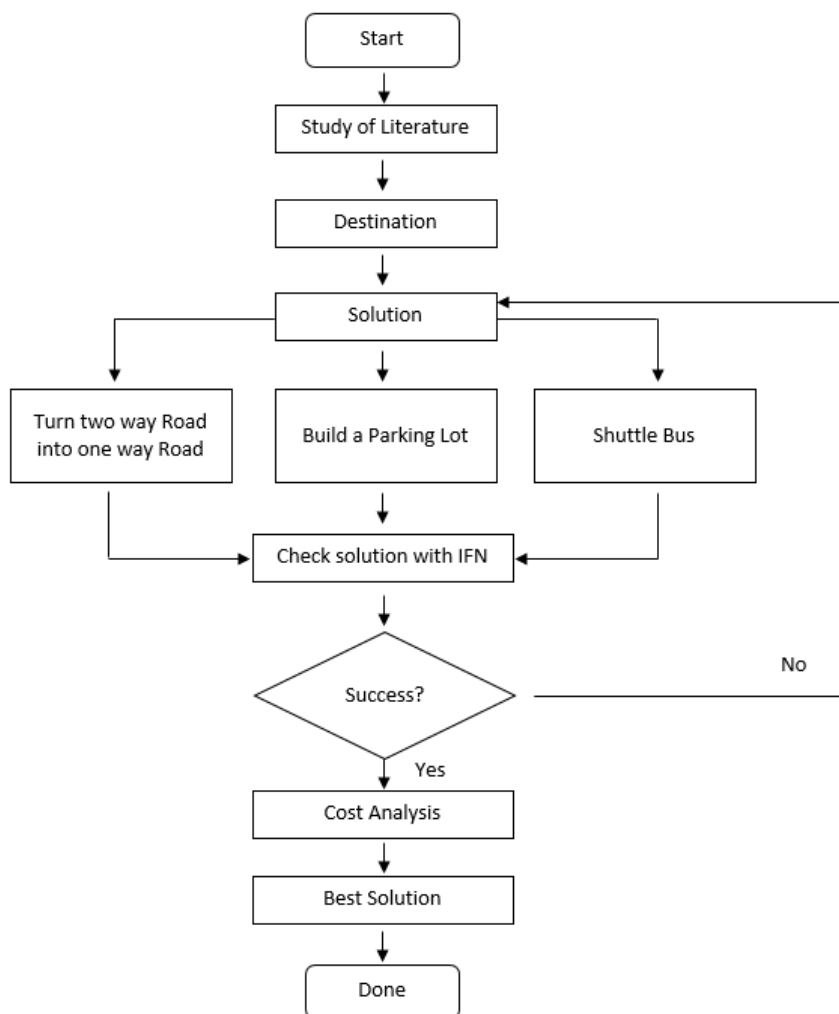 Start
Study of Literature
Destination
Solution
Turn two way Road
into one way Road
Build a Parking Lot
Shuttle Bus
Check solution with IFN
Success?
No
Yes
Cost Analysis
Best Solution
Done